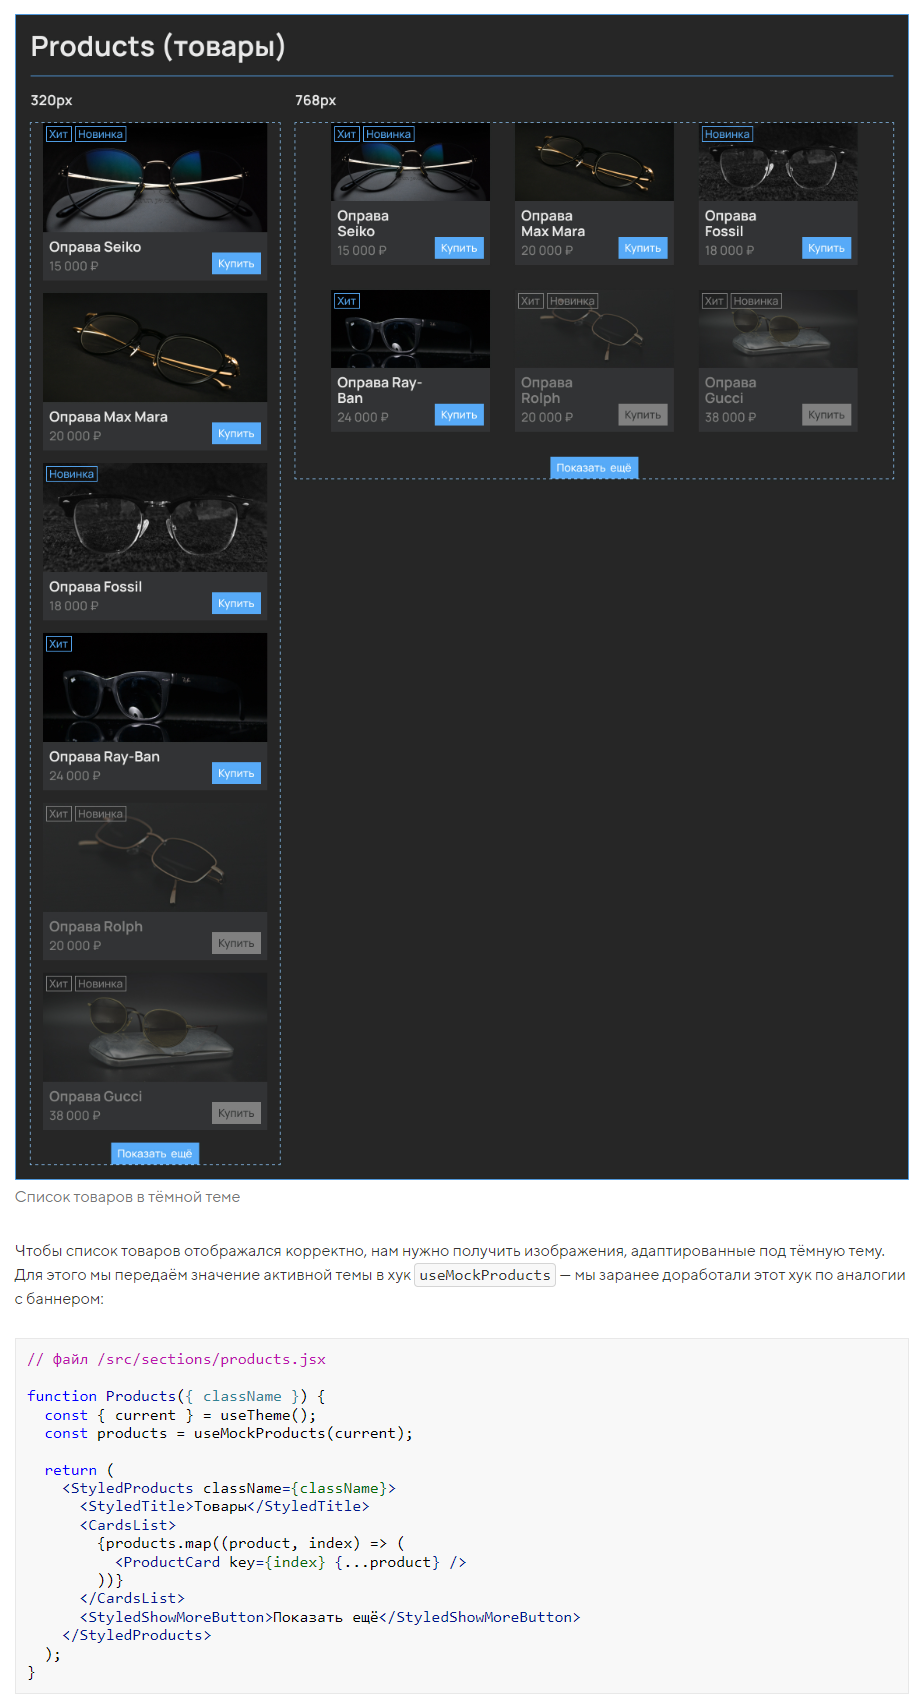 Products (товары)
320px
768px
Хит Новинка
Оправа Seiko
15 000 ₽
Купить
Оправа Max Mara
20 000 ₽
Купить
Новинка
Оправа Fossil
18 000 ₽
Купить
Хит
Оправа Ray-Ban
24 000 ₽
Купить
Хит Новинка
Оправа Rolph
20 000 ₽
Купить
Хит Новинка
Оправа Gucci
38 000 ₽
Купить
Показать ещё
Хит Новинка
Оправа
Seiko
15 000 ₽
Купить
Оправа
Max Mara
20 000 ₽
Купить
Новинка
Оправа
Fossil
18 000 ₽
Купить
Хит
Оправа Ray-
Ban
24 000 ₽
Купить
Хит Новинка
Оправа
Rolph
20 000 ₽
Купить
Хит Новинка
Оправа
Gucci
38 000 ₽
Купить
Показать ещё
Список товаров в тёмной теме
Чтобы список товаров отображался корректно, нам нужно получить изображения, адаптированные под тёмную тему.
Для этого мы передаём значение активной темы в хук useMockProducts — мы заранее доработали этот хук по аналогии
с баннером:
// файл /src/sections/products.jsx
function Products({ className }) {
  const { current } = useTheme();
  const products = useMockProducts(current);
  return (
    <StyledProducts className={className}>
      <StyledTitle>Товары</StyledTitle>
      <CardsList>
        {products.map((product, index) => (
          <ProductCard key={index} {...product} />
        ))}
      </CardsList>
      <StyledShowMoreButton>Показать ещё</StyledShowMoreButton>
    </StyledProducts>
  );
}